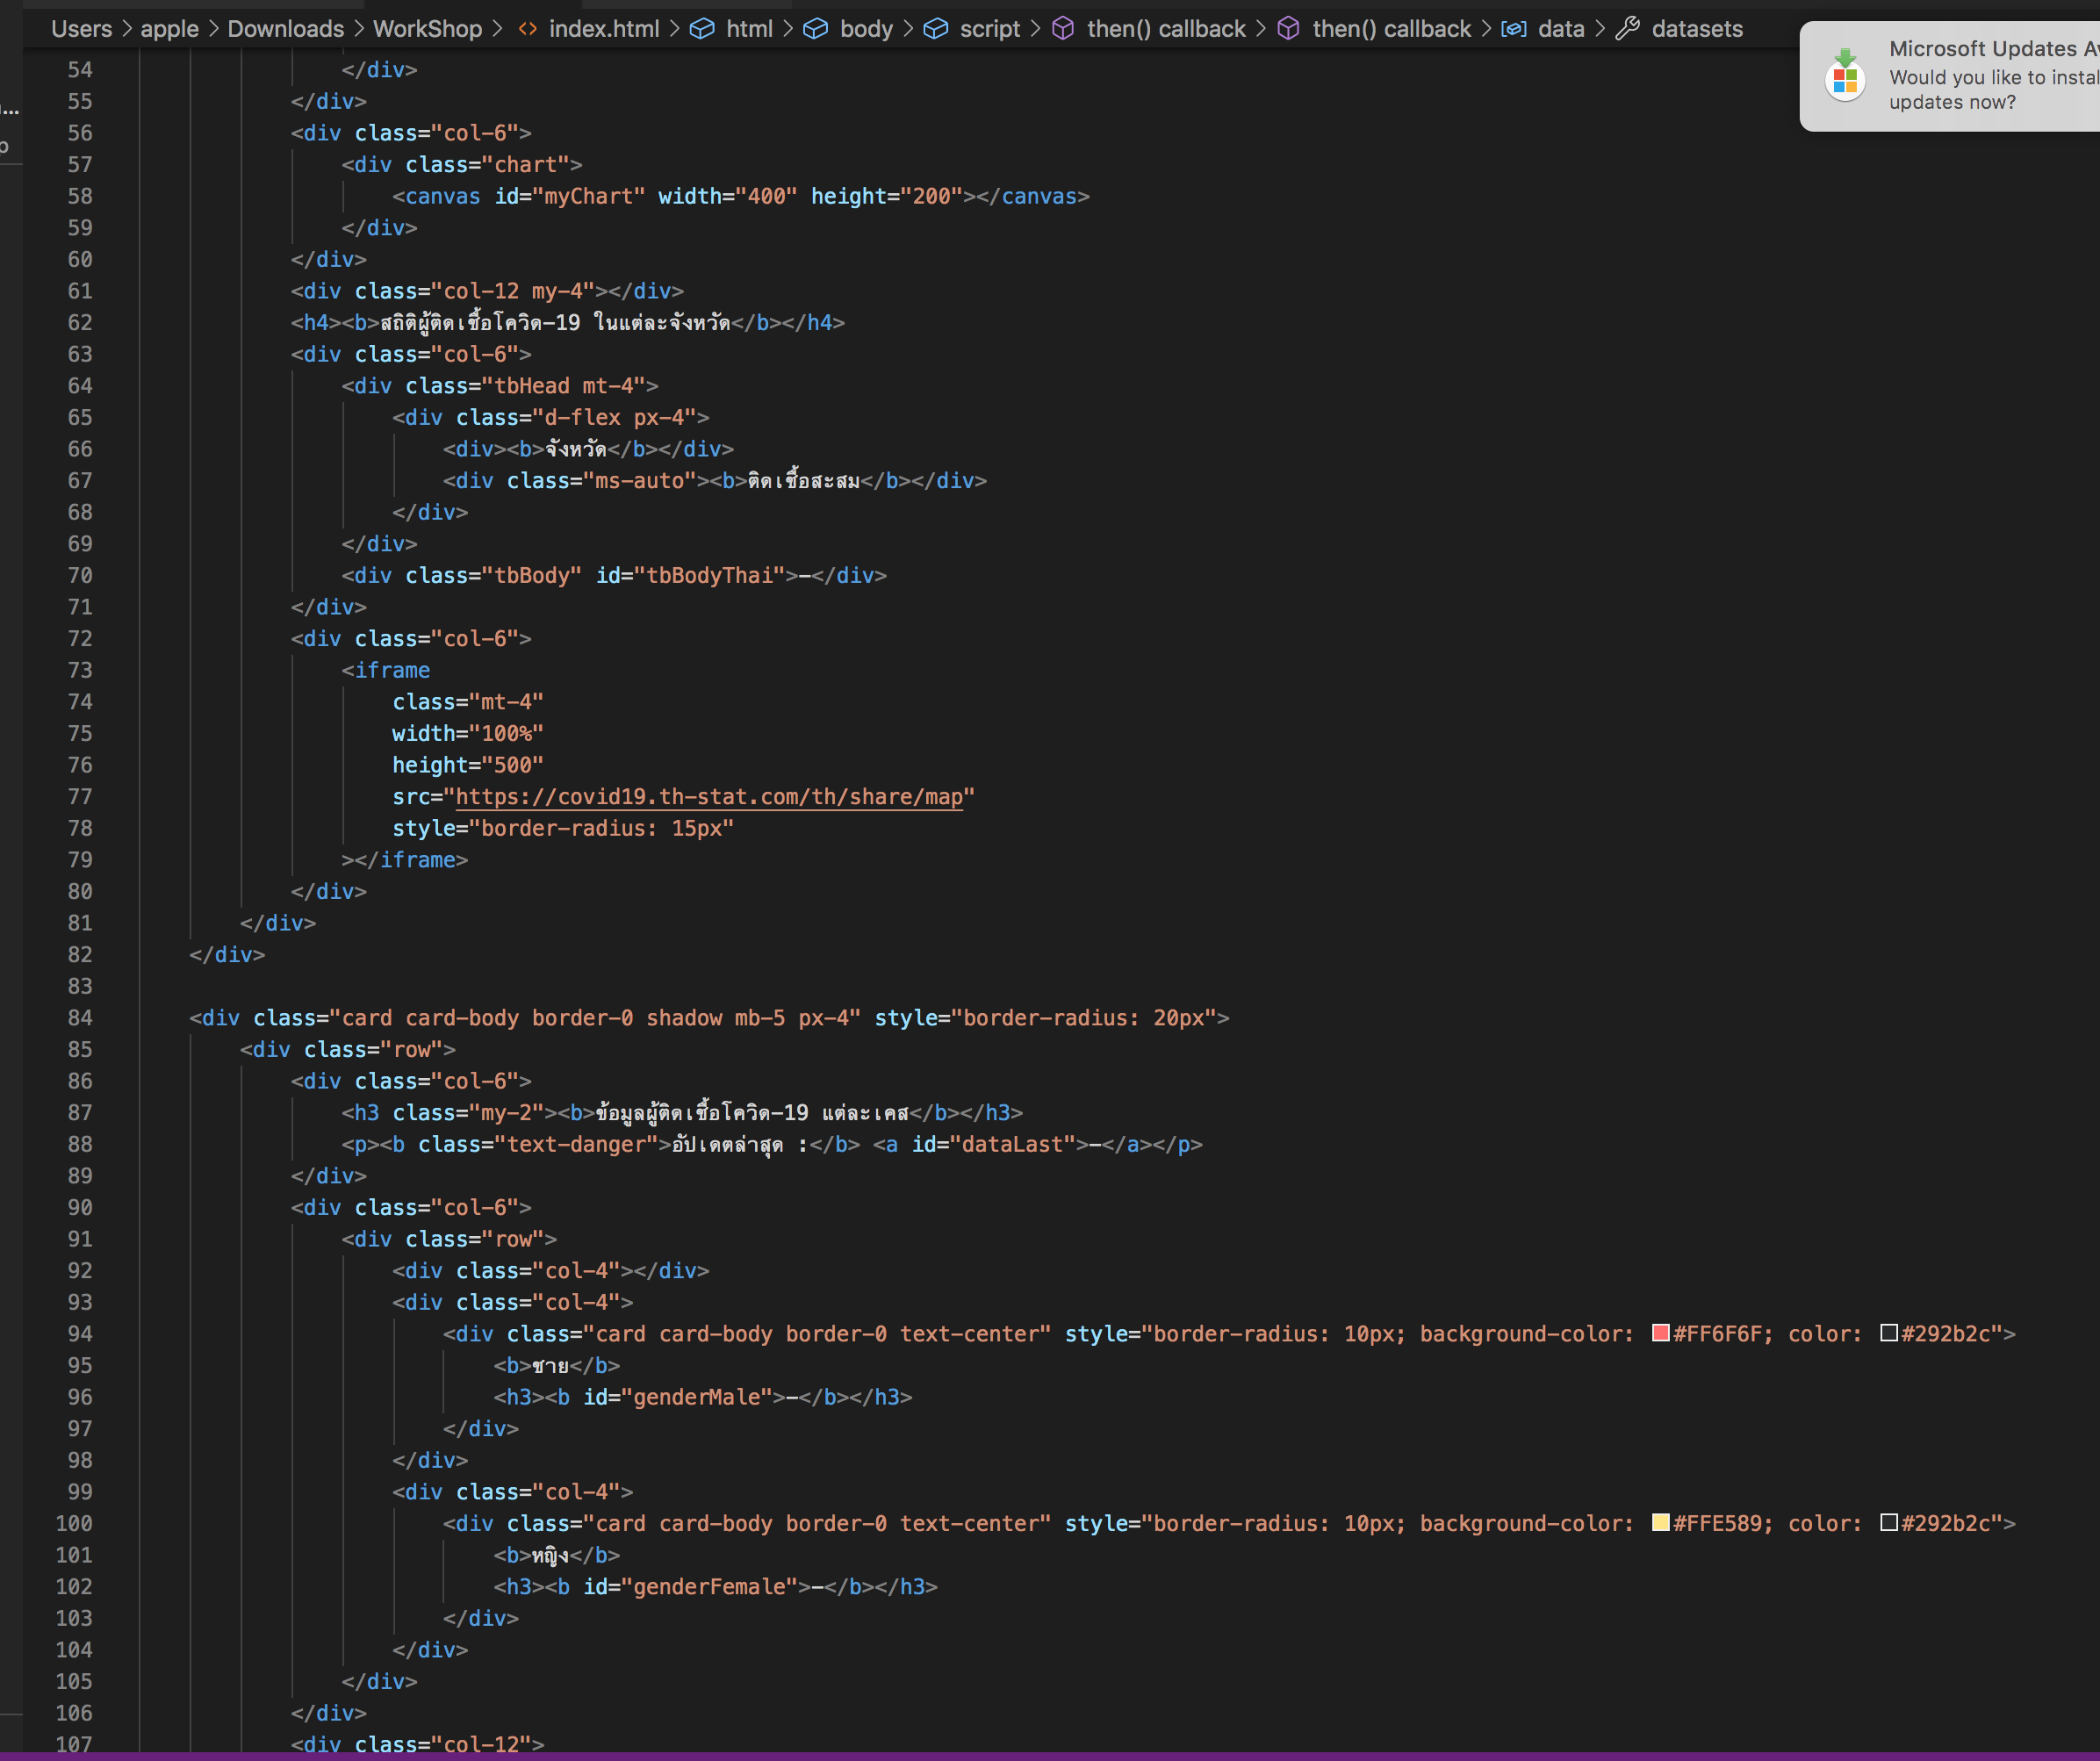 Users > apple > Downloads > WorkShop > <> index.html > html > body > script > then() callback > then() callback > data > datasets
Microsoft Updates Av
Would you like to instal
updates now?
54 </div>
55 </div>
56 <div class="col-6">
57 <div class="chart">
58 <canvas id="myChart" width="400" height="200"></canvas>
59 </div>
60 </div>
61 <div class="col-12 my-4"></div>
62 <h4><b>สถิติผู้ติดเชื้อโควิด-19 ในแต่ละจังหวัด</b></h4>
63 <div class="col-6">
64 <div class="tbHead mt-4">
65 <div class="d-flex px-4">
66 <div><b>จังหวัด</b></div>
67 <div class="ms-auto"><b>ติดเชื้อสะสม</b></div>
68 </div>
69 </div>
70 <div class="tbBody" id="tbBodyThai">-</div>
71 </div>
72 <div class="col-6">
73 <iframe
74 class="mt-4"
75 width="100%"
76 height="500"
77 src="https://covid19.th-stat.com/th/share/map"
78 style="border-radius: 15px"
79 ></iframe>
80 </div>
81 </div>
82 </div>
83
84 <div class="card card-body border-0 shadow mb-5 px-4" style="border-radius: 20px">
85 <div class="row">
86 <div class="col-6">
87 <h3 class="my-2"><b>ข้อมูลผู้ติดเชื้อโควิด-19 แต่ละเคส</b></h3>
88 <p><b class="text-danger">อัปเดตล่าสุด :</b> <a id="dataLast">-</a></p>
89 </div>
90 <div class="col-6">
91 <div class="row">
92 <div class="col-4"></div>
93 <div class="col-4">
94 <div class="card card-body border-0 text-center" style="border-radius: 10px; background-color: #FF6F6F; color: #292b2c">
95 <b>ชาย</b>
96 <h3><b id="genderMale">-</b></h3>
97 </div>
98 </div>
99 <div class="col-4">
100 <div class="card card-body border-0 text-center" style="border-radius: 10px; background-color: #FFE589; color: #292b2c">
101 <b>หญิง</b>
102 <h3><b id="genderFemale">-</b></h3>
103 </div>
104 </div>
105 </div>
106 </div>
107 <div class="col-12">